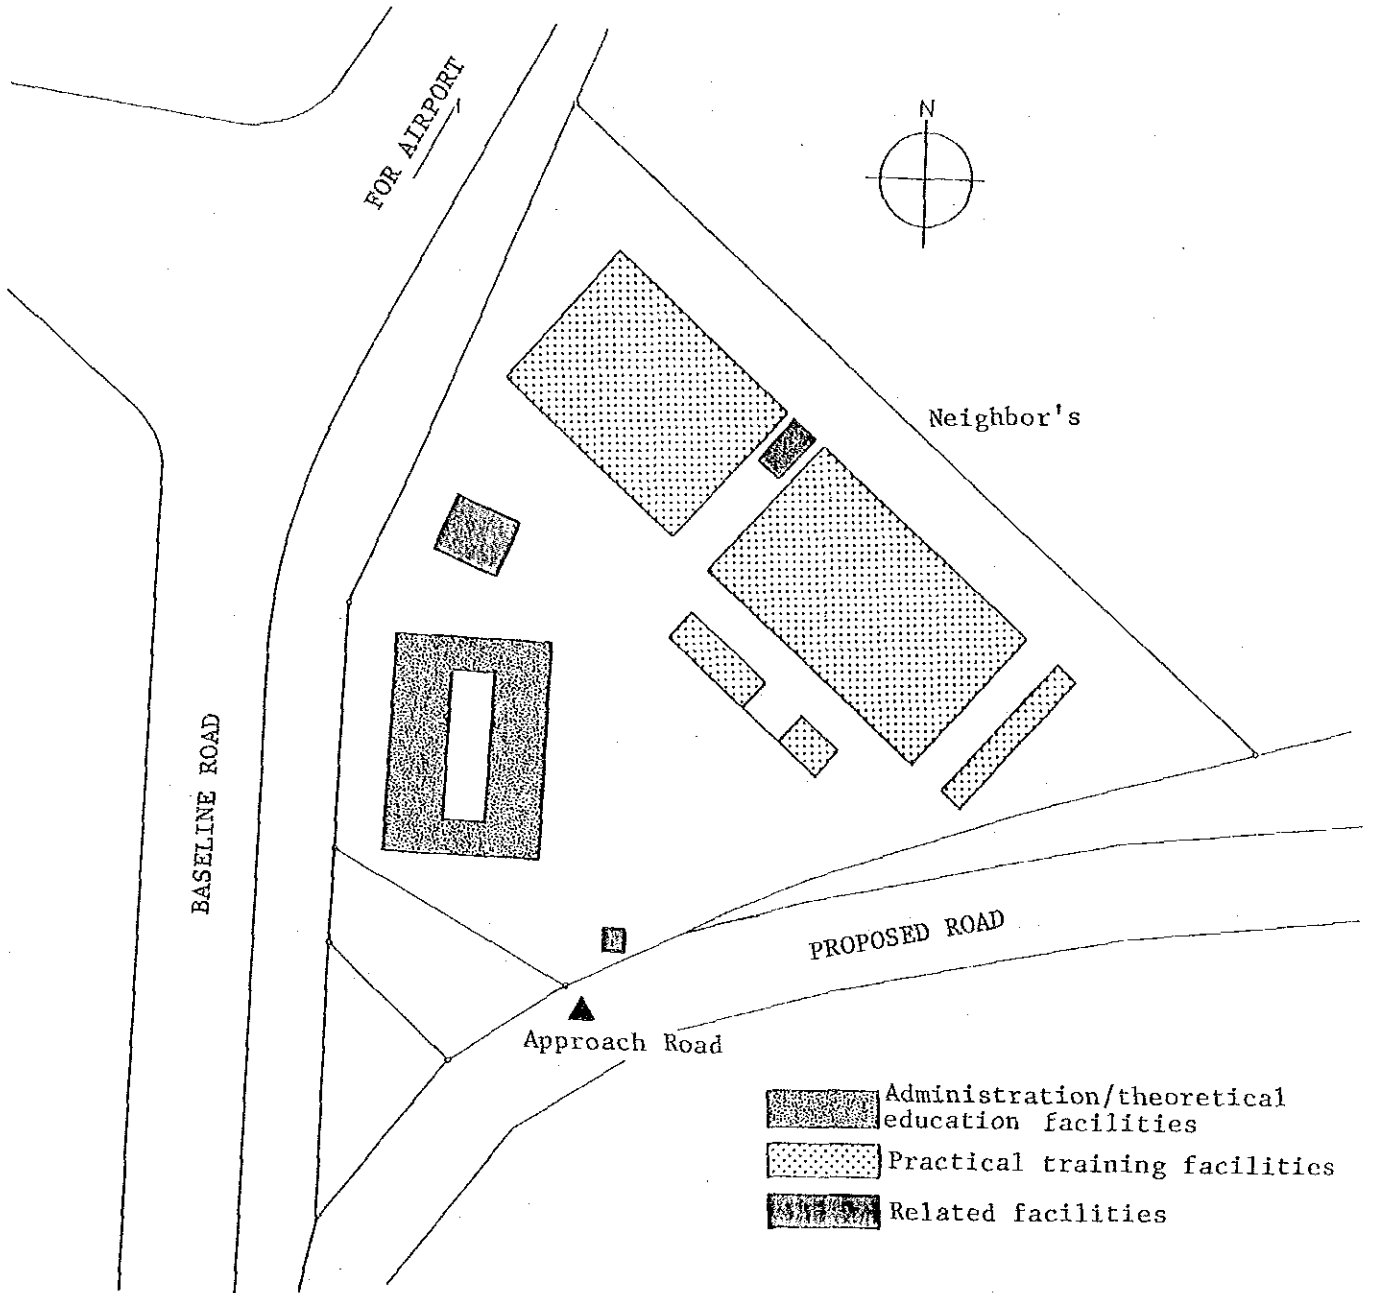 FOR AIRPORT
N
Neighbor's
BASELINE ROAD
PROPOSED ROAD
Approach Road
Administration/theoretical
education facilities
Practical training facilities
Related facilities